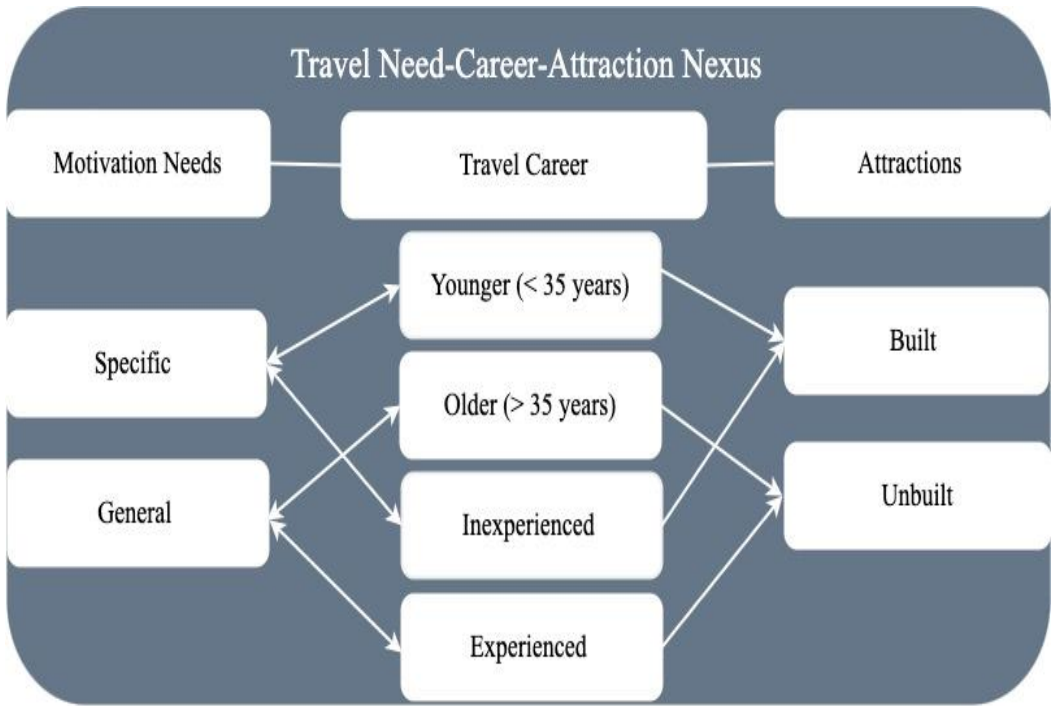 Travel Need-Career-Attraction Nexus
Motivation Needs
Travel Career
Attractions
Younger (< 35 years)
Specific
Built
Older (> 35 years)
General
Unbuilt
Inexperienced
Experienced